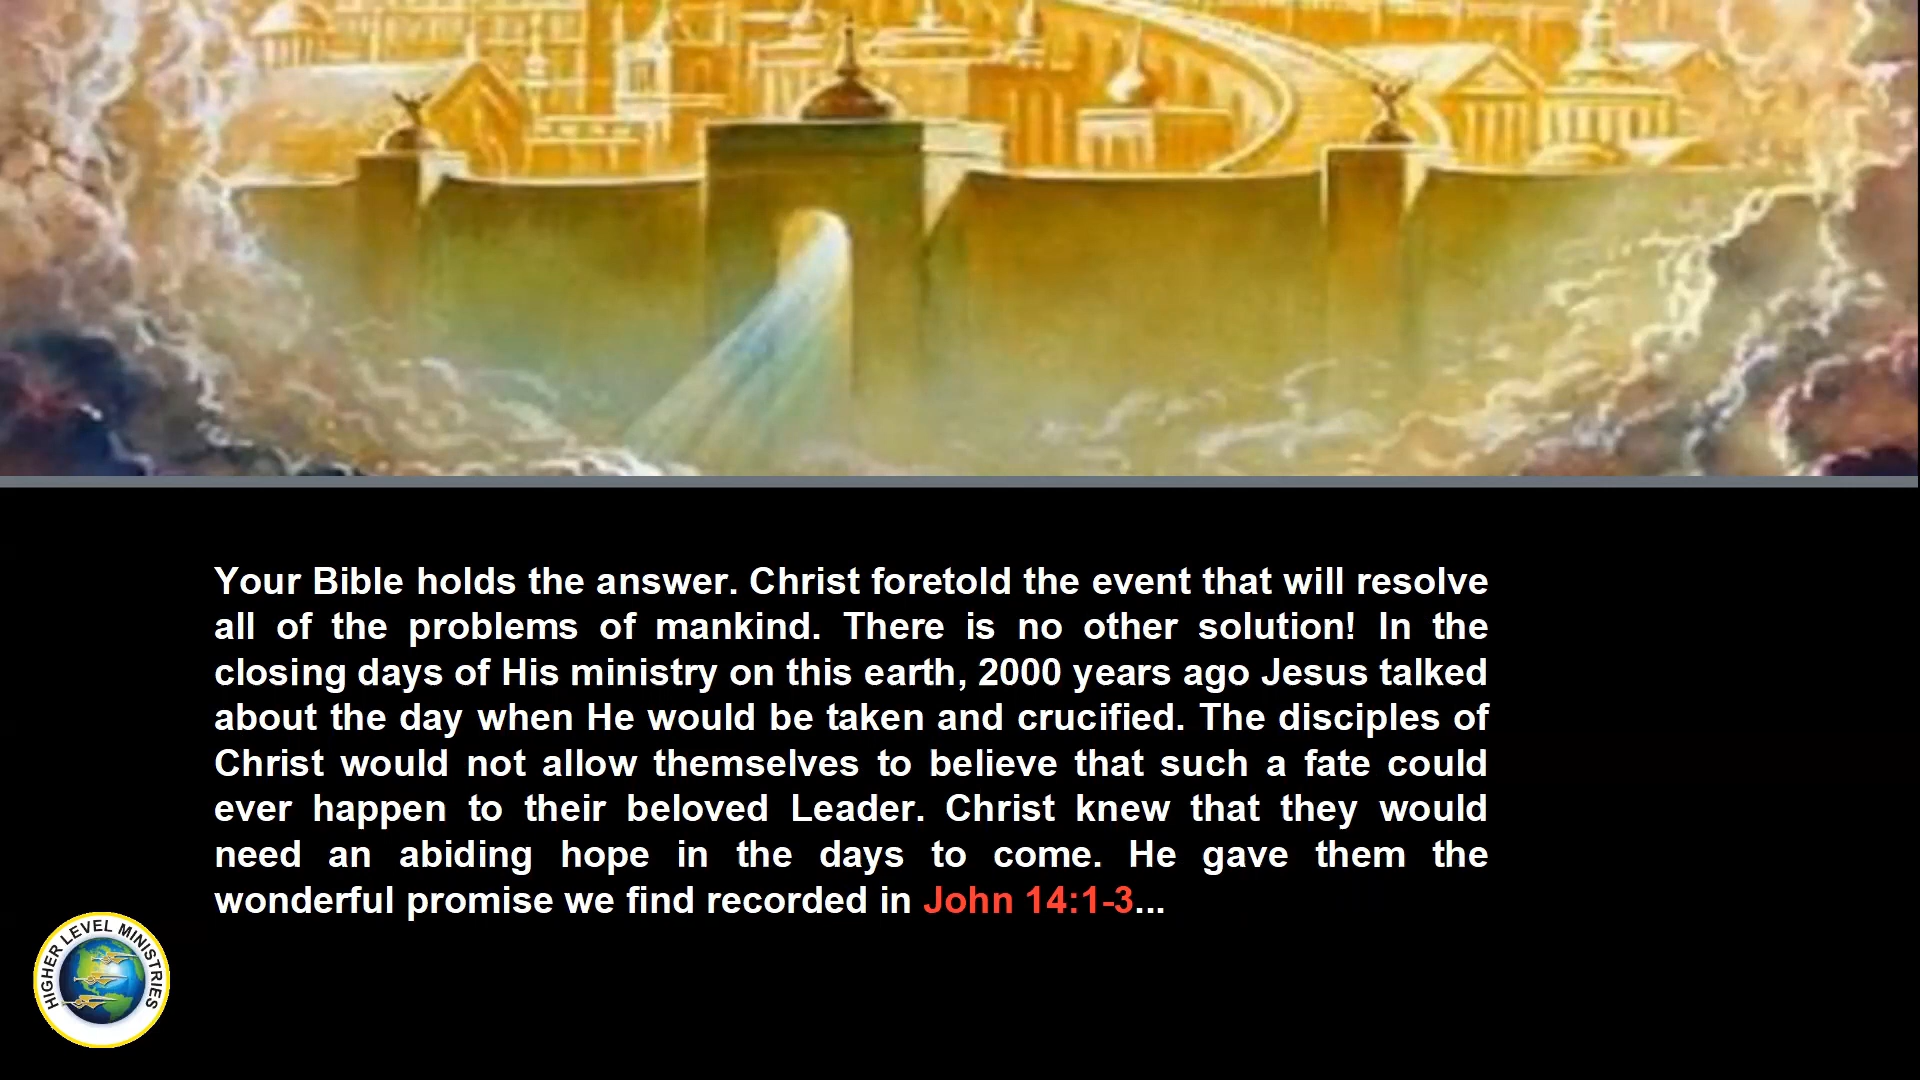 Your Bible holds the answer. Christ foretold the event that will resolve
all of the problems of mankind. There is no other solution! In the
closing days of His ministry on this earth, 2000 years ago Jesus talked
about the day when He would be taken and crucified. The disciples of
Christ would not allow themselves to believe that such a fate could
ever happen to their beloved Leader. Christ knew that they would
need an abiding hope in the days to come. He gave them the
wonderful promise we find recorded in John 14:1-3...
HIGHER LEVEL MINISTRIES